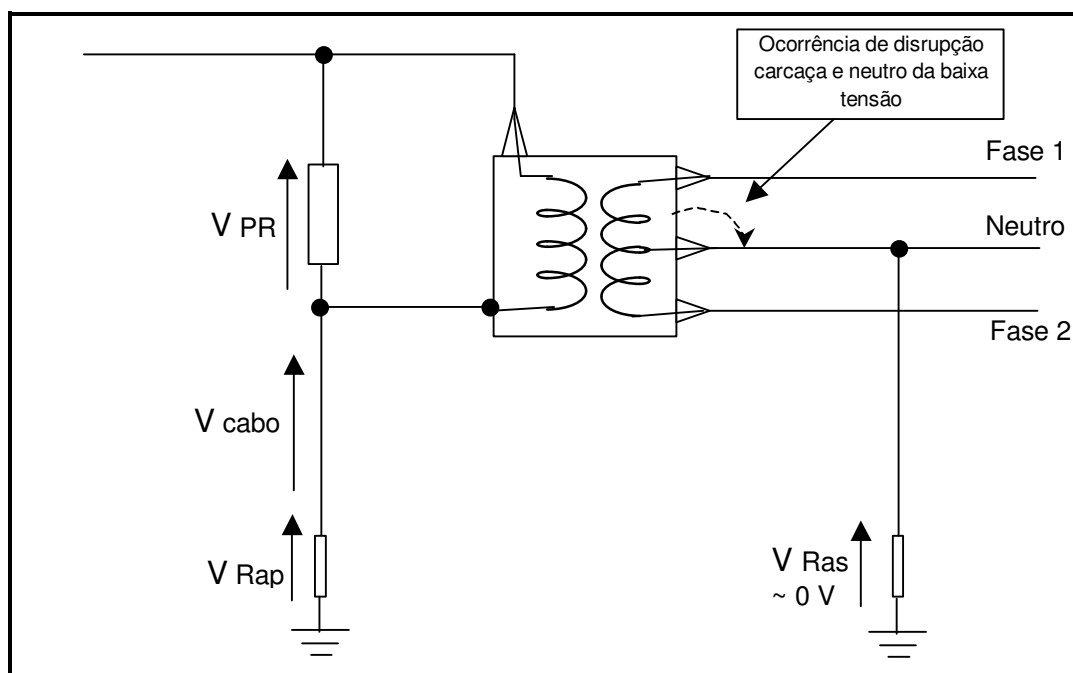 Ocorrência de disrupção
carcaça e neutro da baixa
tensão
Fase 1
V PR
Neutro
Fase 2
V cabo
V Rap
V Ras
~ 0 V